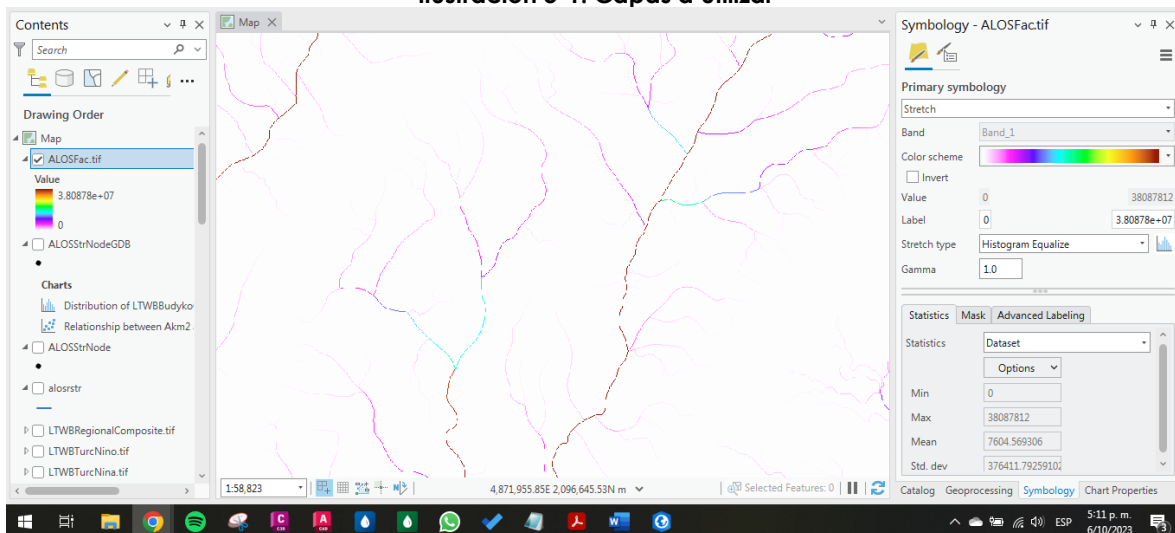 Ilustración 3-1. Capas a Utilizar
Contents
Search
Drawing Order
Map
ALOSFac.tif
Value
3.80878e+07
0
ALOSStrNodeGDB
Charts
Distribution of LTWBBudyko
Relationship between Akm2
ALOSStrNode
alosrstr
LTWBRegionalComposite.tif
LTWBTurcNino.tif
LTWBTurcNina.tif
Map
1:58,823
4,871,955.85E 2,096,645.53N m
Selected Features: 0
Symbology - ALOSFac.tif
Primary symbology
Stretch
Band Band_1
Color scheme
Invert
Value 0 38087812
Label 0 3.80878e+07
Stretch type Histogram Equalize
Gamma 1.0
Statistics Mask Advanced Labeling
Statistics Dataset
Options
Min 0
Max 38087812
Mean 7604.569306
Std. dev 376411.79259102
Catalog Geoprocessing Symbology Chart Properties
ESP
5:11 p. m.
6/10/2023
3